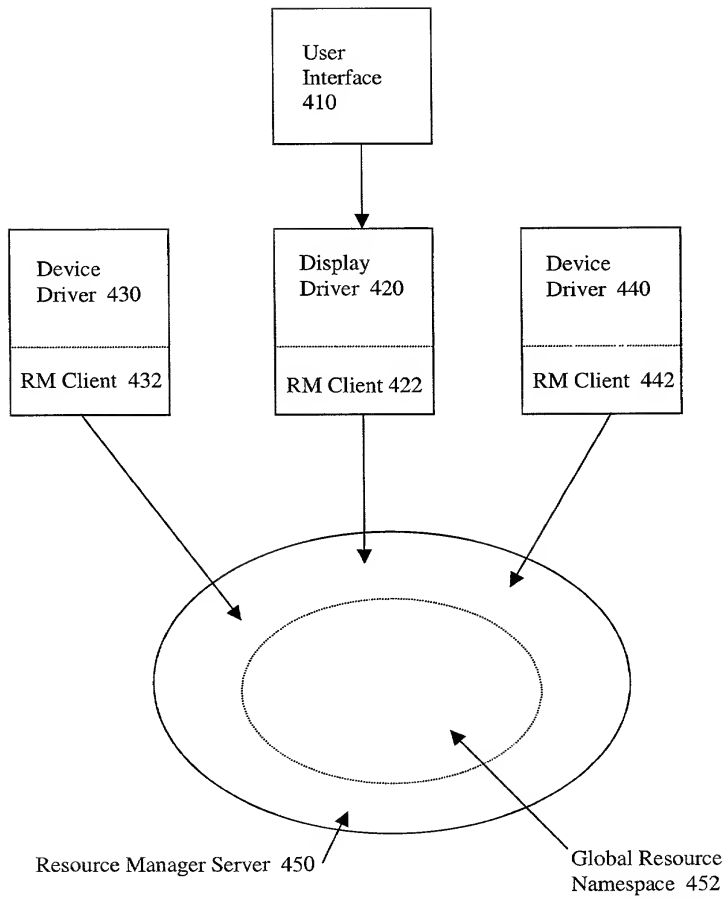 User
Interface
410
Device
Driver 430
Display
Driver 420
Device
Driver 440
RM Client 432
RM Client 422
RM Client 442
Resource Manager Server 450
Global Resource
Namespace 452